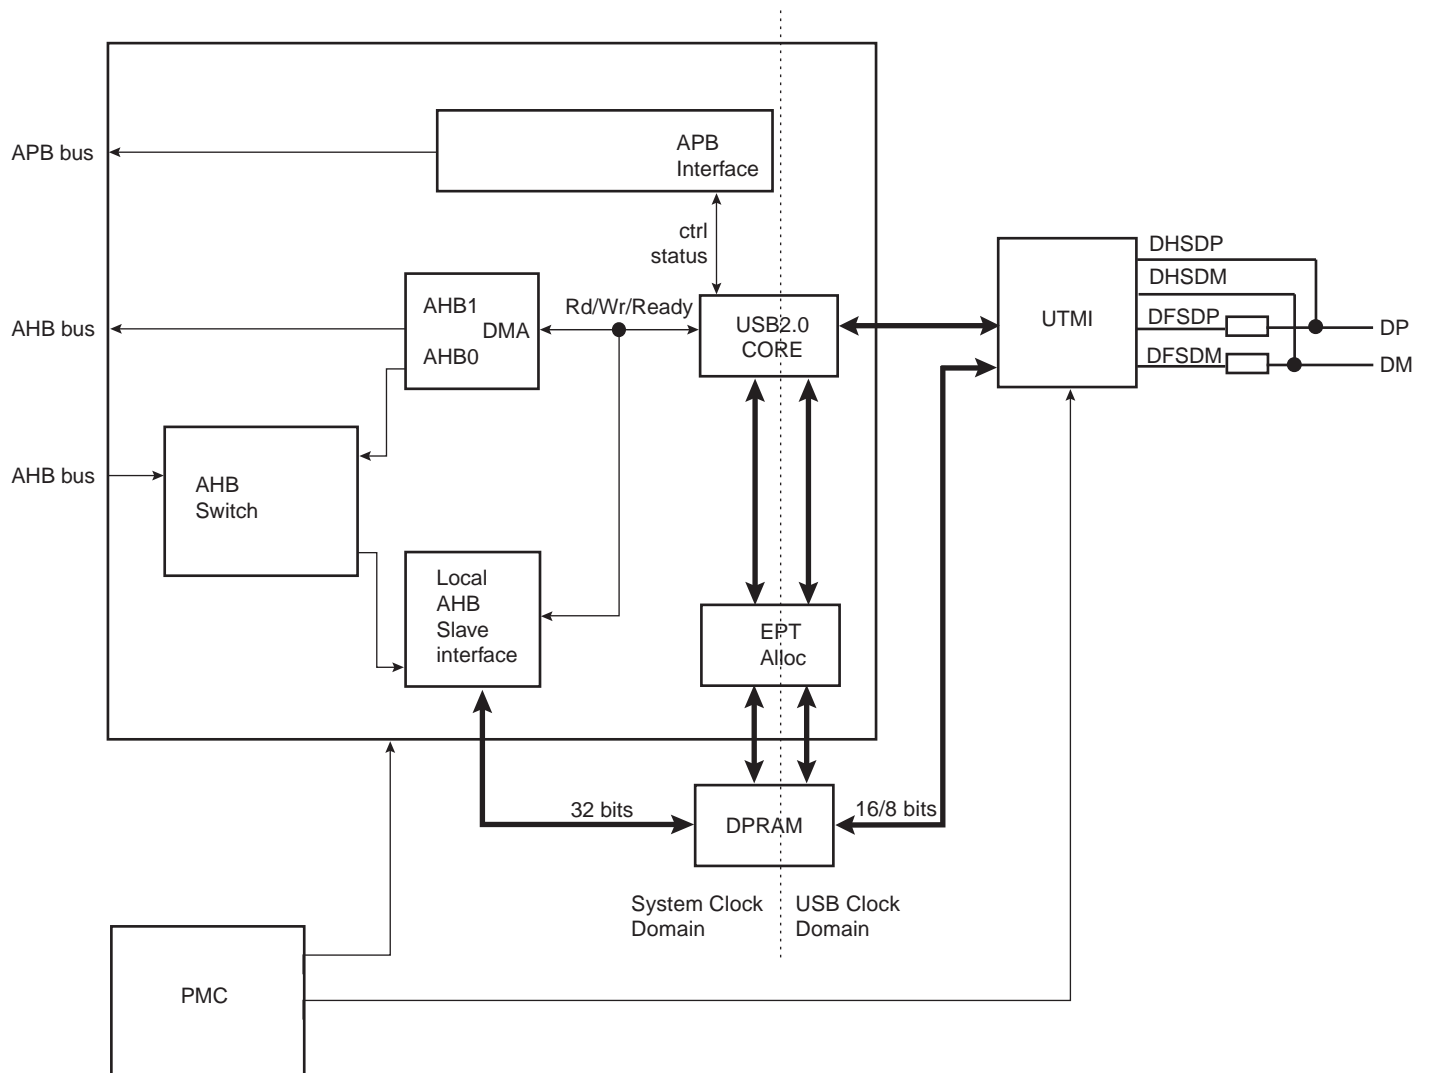 APB bus
APB
Interface
ctrl
status
AHB bus
AHB1
DMA
AHB0
Rd/Wr/Ready
USB2.0
CORE
UTMI
DHSDP
DHSDM
DFSDP
DFSDM
DP
DM
AHB bus
AHB
Switch
Local
AHB
Slave
interface
EPT
Alloc
32 bits
DPRAM
16/8 bits
System Clock
Domain
USB Clock
Domain
PMC